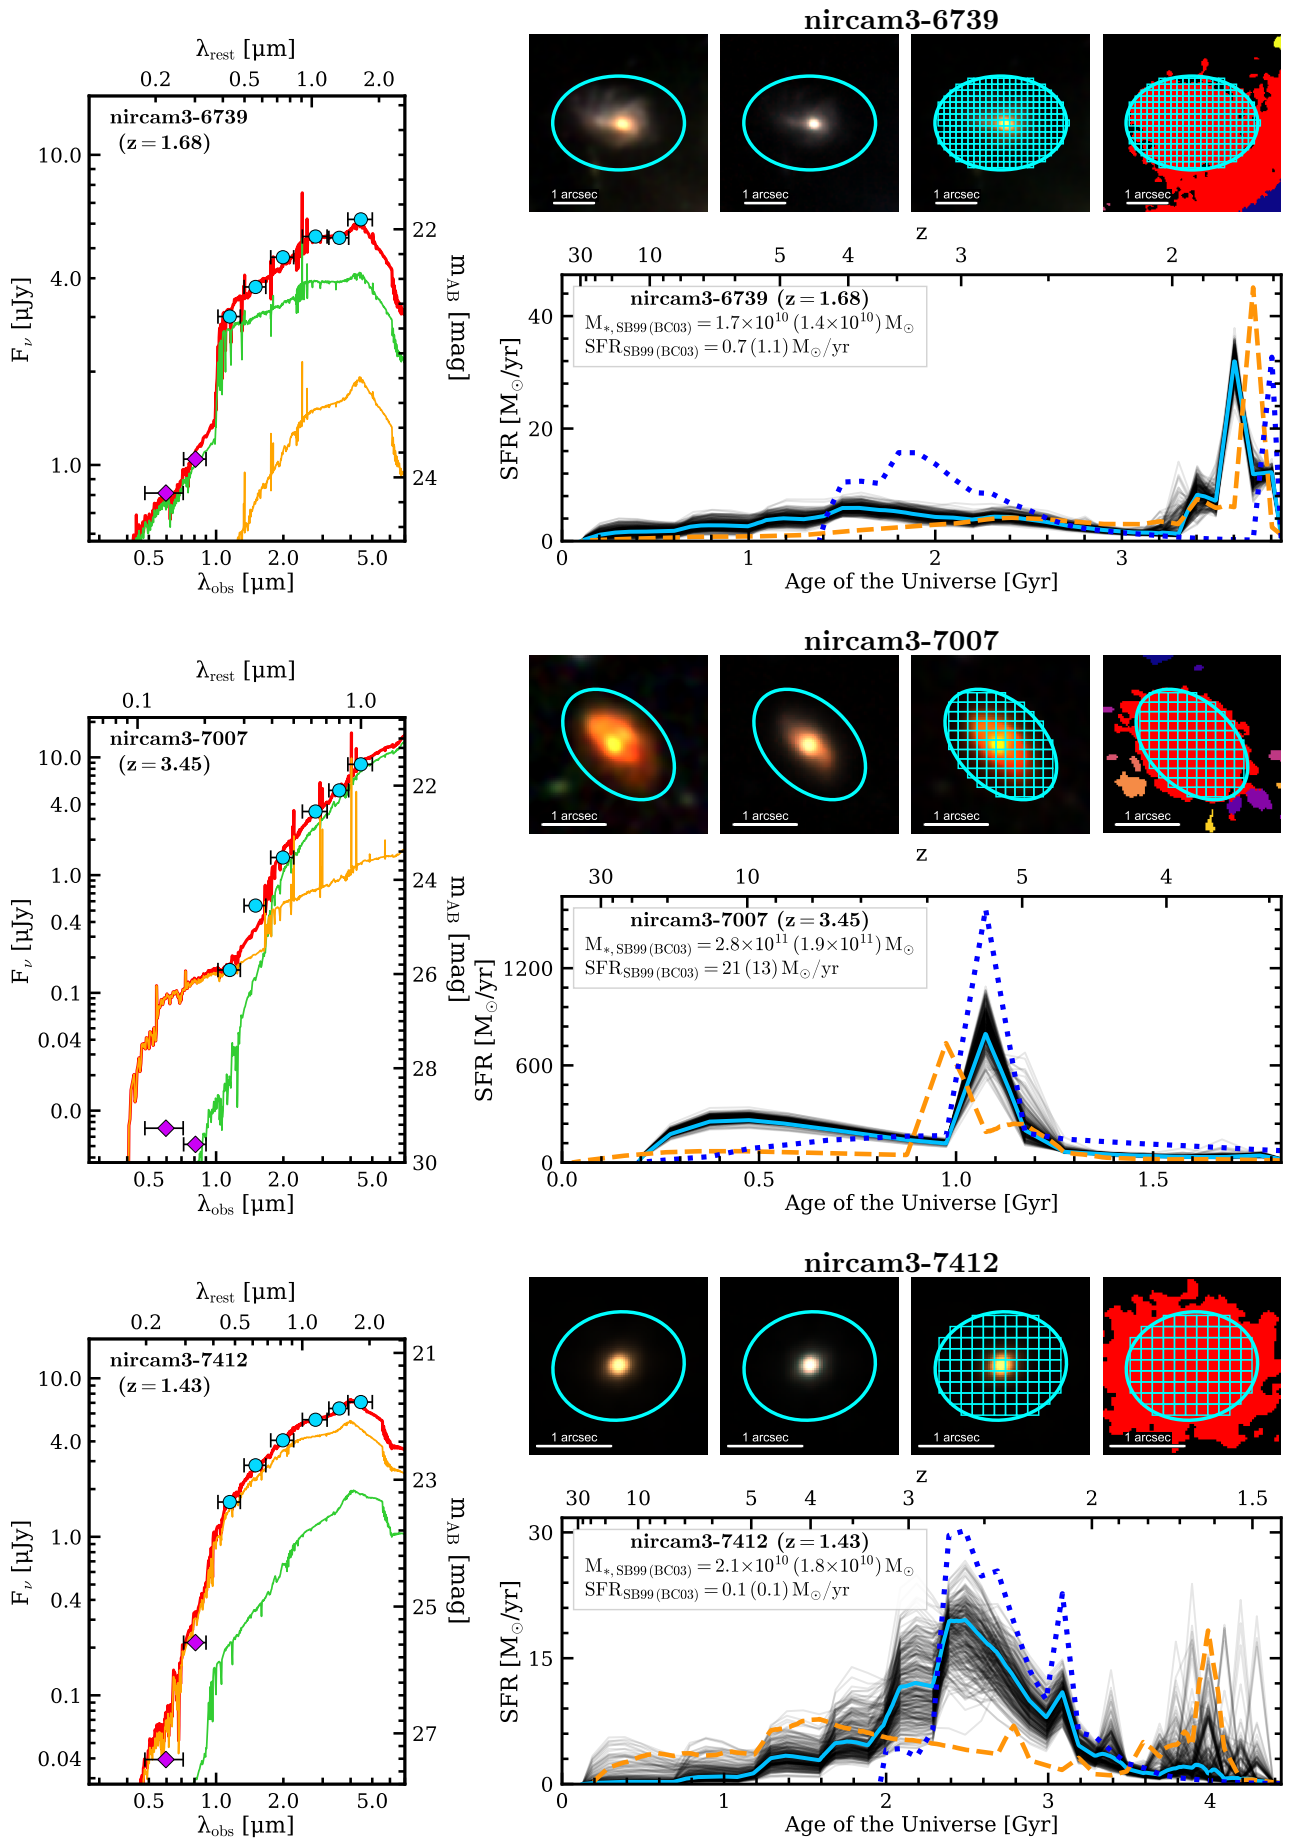 nircam3-6739
λrest [μm]
0.2 0.5 1.0 2.0
nircam3-6739
(z = 1.68)
10.0
4.0
1.0
Fν [μJy]
22
24
mAB [mag]
0.5 1.0 2.0 5.0
λobs [μm]
1 arcsec
1 arcsec
1 arcsec
1 arcsec
z
30 10 5 4 3 2
nircam3-6739 (z = 1.68)
M∗, SB99 (BC03) = 1.7×10¹⁰ (1.4×10¹⁰) M⊙
SFRSB99 (BC03) = 0.7 (1.1) M⊙/yr
40
20
0
SFR [M⊙/yr]
0 1 2 3
Age of the Universe [Gyr]
nircam3-7007
λrest [μm]
0.1 1.0
nircam3-7007
(z = 3.45)
10.0
4.0
1.0
0.4
0.1
0.04
0.0
Fν [μJy]
22
24
26
28
30
mAB [mag]
0.5 1.0 2.0 5.0
λobs [μm]
1 arcsec
1 arcsec
1 arcsec
1 arcsec
z
30 10 5 4
nircam3-7007 (z = 3.45)
M∗, SB99 (BC03) = 2.8×10¹¹ (1.9×10¹¹) M⊙
SFRSB99 (BC03) = 21 (13) M⊙/yr
1200
600
0
SFR [M⊙/yr]
0.0 0.5 1.0 1.5
Age of the Universe [Gyr]
nircam3-7412
λrest [μm]
0.2 0.5 1.0 2.0
nircam3-7412
(z = 1.43)
10.0
4.0
1.0
0.4
0.1
0.04
Fν [μJy]
21
23
25
27
mAB [mag]
0.5 1.0 2.0 5.0
λobs [μm]
1 arcsec
1 arcsec
1 arcsec
1 arcsec
z
30 10 5 4 3 2 1.5
nircam3-7412 (z = 1.43)
M∗, SB99 (BC03) = 2.1×10¹⁰ (1.8×10¹⁰) M⊙
SFRSB99 (BC03) = 0.1 (0.1) M⊙/yr
30
15
0
SFR [M⊙/yr]
0 1 2 3 4
Age of the Universe [Gyr]